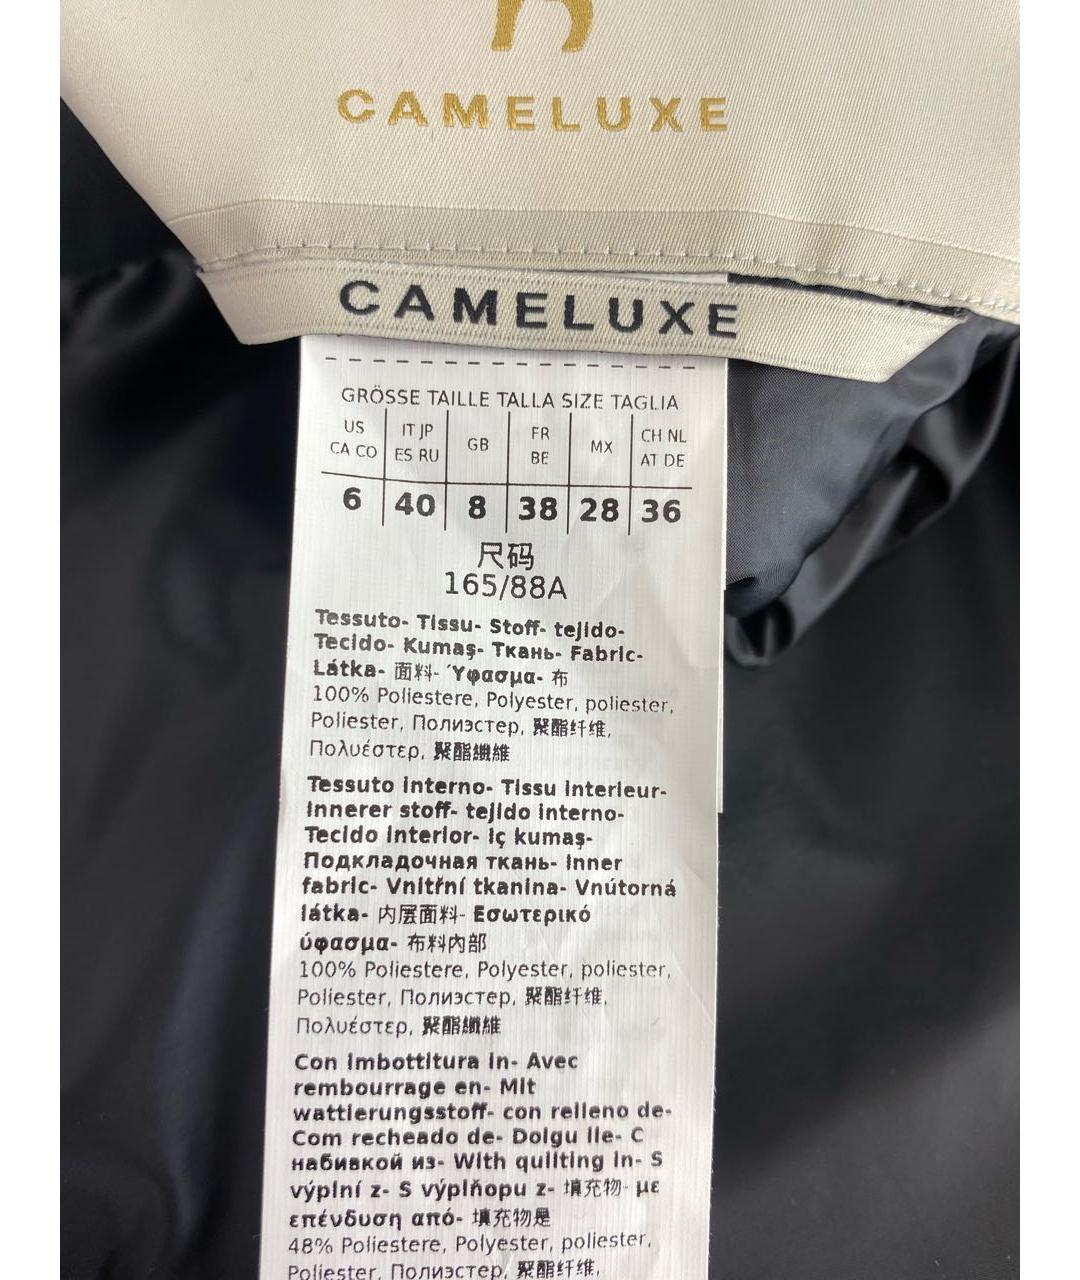 CAMELUXE
CAMELUXE
GRÖSSE TAILLE TALLA SIZE TAGLIA
US CA CO IT JP ES RU GB FR BE MX CH NL AT DE
6 40 8 38 28 36
尺码
165/88A
Tessuto- Tissu- Stoff- tejido-
Tecido- Kumaş- Ткань- Fabric-
Látka- 面料- Ύφασμα- 布
100% Poliestere, Polyester, poliester,
Poliester, Полиэстер, 聚酯纤维,
Πολυέστερ, 聚酯纖維
Tessuto interno- Tissu interieur-
Innerer stoff- tejido interno-
Tecido interior- iç kumaş-
Подкладочная ткань- Inner
fabric- Vnitřní tkanina- Vnútorná
látka- 内层面料- Εσωτερικό
ύφασμα- 布料內部
100% Poliestere, Polyester, poliester,
Poliester, Полиэстер, 聚酯纤维,
Πολυέστερ, 聚酯纖維
Con imbottitura in- Avec
rembourrage en- Mit
wattierungsstoff- con relleno de-
Com recheado de- Dolgu ile- С
набивкой из- With quilting in- S
výplní z- S výplňopu z- 填充物- με
επένδυση από- 填充物是
48% Poliestere, Polyester, poliester,
Poliester, Полиэстер, 聚酯纤维,